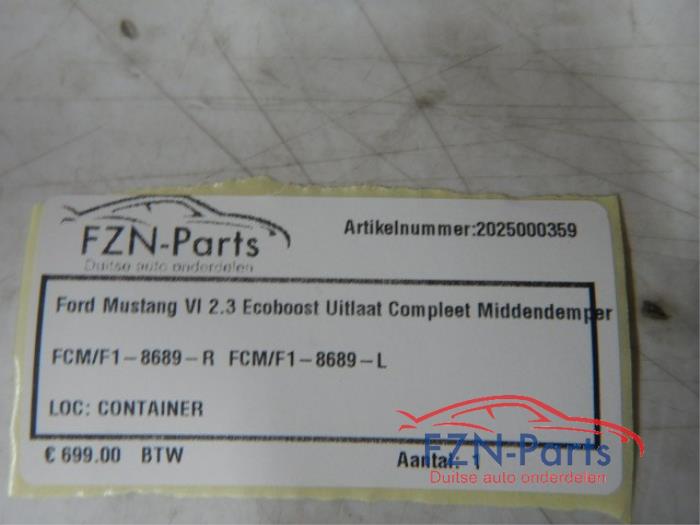 FZN-Parts
Duitse auto onderdelen
Artikelnummer:2025000359
Ford Mustang VI 2.3 Ecoboost Uitlaat Compleet Middendemper
FCM/F1-8689-R FCM/F1-8689-L
LOC: CONTAINER
€ 699.00 BTW
Aantal: 1
FZN-Parts
Duitse auto onderdelen